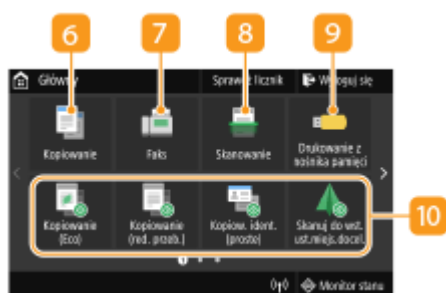 6 7 8 9
Główny Sprawdź licznik Wyloguj się
Kopiowanie Faks Skanowanie Drukowanie z
nośnika pamięci
Kopiowanie Kopiowanie Kopiow. ident. Skanuj do wst.
(Eco) (red. przeb.) (proste) ust.miejs.docel.
10
Monitor stanu